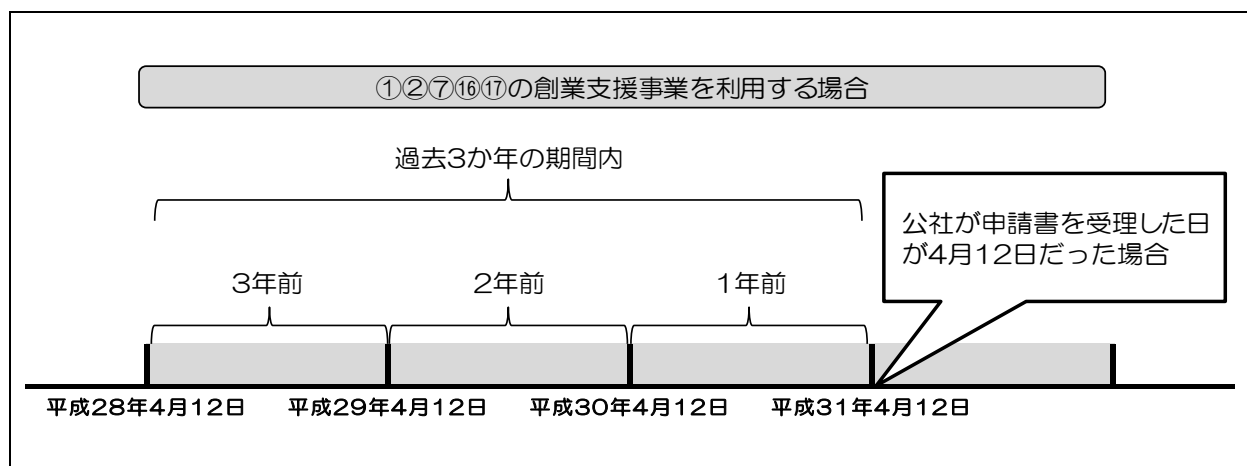 ①②⑦⑯⑰の創業支援事業を利用する場合
過去3か年の期間内
公社が申請書を受理した日
が4月12日だった場合
3年前
2年前
1年前
平成28年4月12日
平成29年4月12日
平成30年4月12日
平成31年4月12日